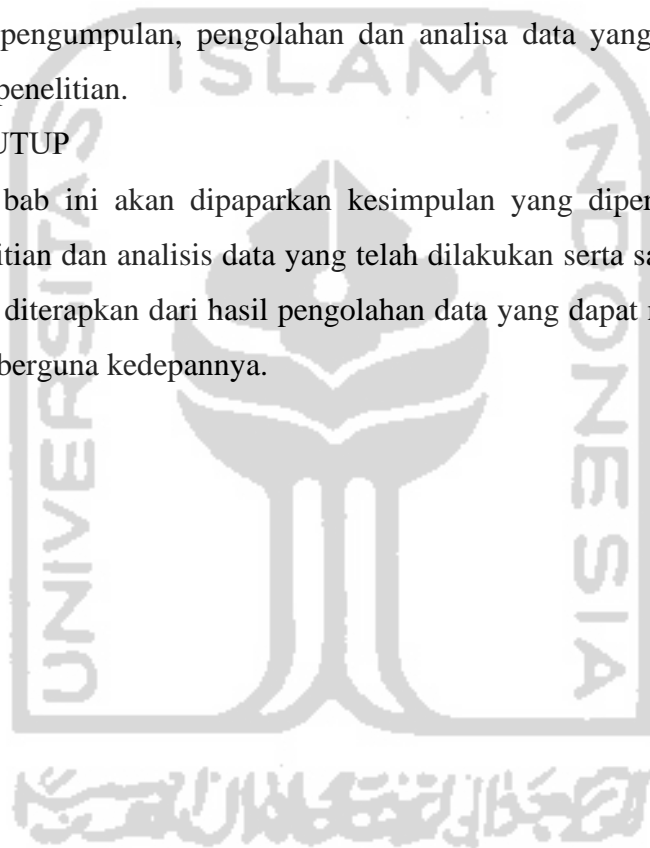 pengumpulan, pengolahan dan analisa data yang
penelitian.
UTUP
bab ini akan dipaparkan kesimpulan yang diper
itian dan analisis data yang telah dilakukan serta sa
diterapkan dari hasil pengolahan data yang dapat
berguna kedepannya.
ISLAM
UNIVERSITAS
INDONESIA